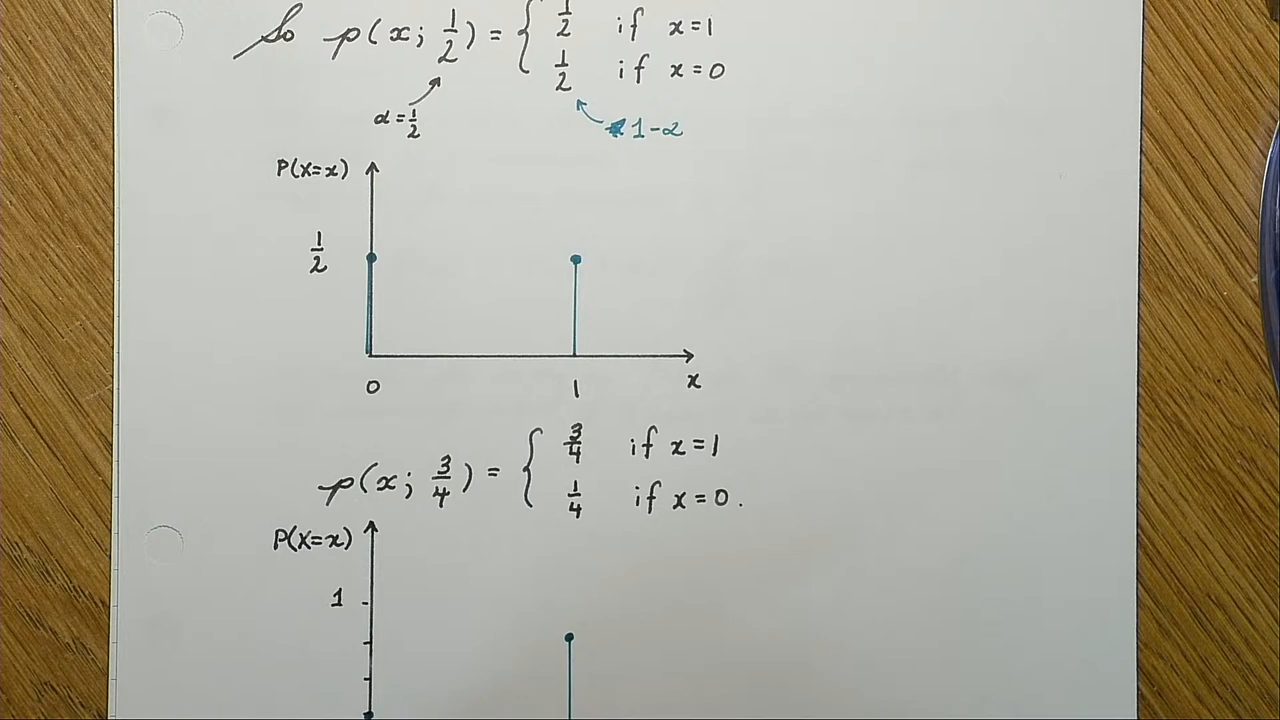 So p(x; 1/2) = { 1/2 if x=1
1/2 if x=0
α=1/2
1-α
P(X=x)
1/2
0 1 x
p(x; 3/4) = { 3/4 if x=1
1/4 if x=0.
P(X=x)
1